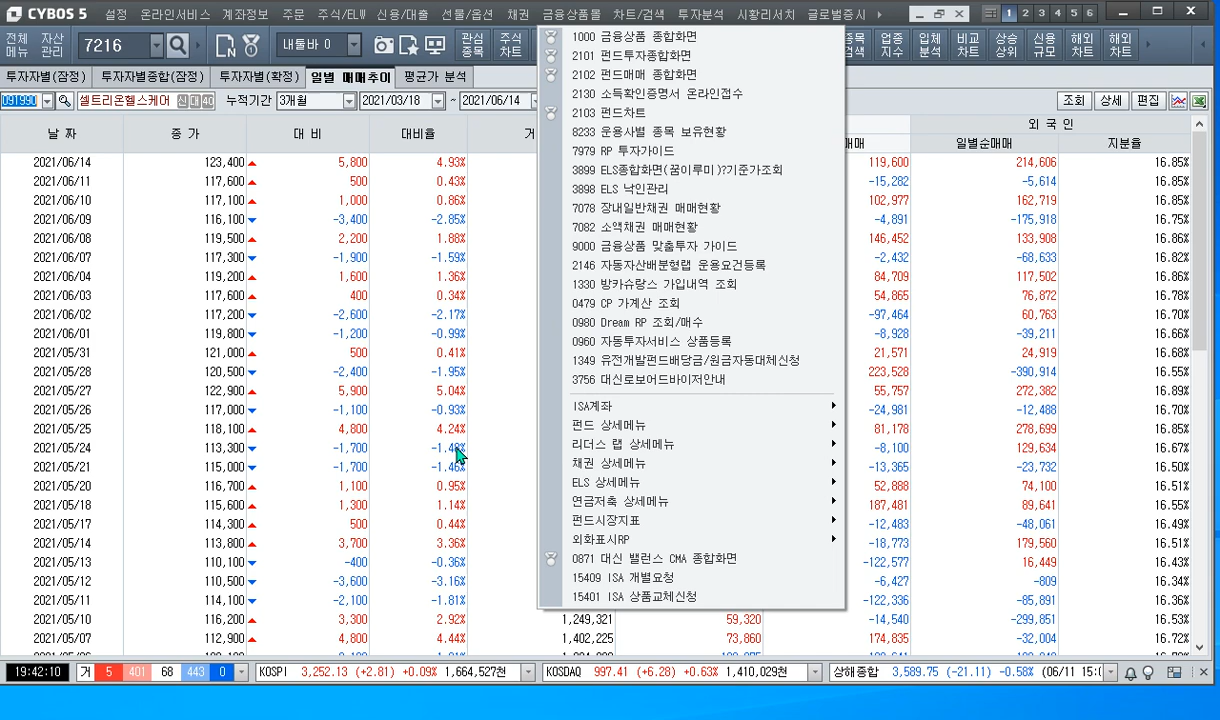 CYBOS 5 설정 온라인서비스 계좌정보 주문 주식/ELW 신용/대출 선물/옵션 채권 금융상품몰 차트/검색 투자분석 시황리서치 글로벌증시 1 2 3 4 5 6
전체메뉴 자산관리 7216 내툴바 0 관심종목 주식차트 종목검색 업종지수 입체분석 비교차트 상승상위 신용규모 해외차트 해외차트
투자자별(잠정) 투자자별종합(잠정) 투자자별(확정) 일별 매매추이 평균가 분석
091990 셀트리온헬스케어 신 대 40 누적기간 3개월 2021/03/18 ~ 2021/06/14 조회 상세 편집
날짜 종가 대비 대비율 거 매매 외국인
일별순매매 지분율
2021/06/14 123,400 5,800 4.93% 119,600 214,606 16.85%
2021/06/11 117,600 500 0.43% -15,282 -5,614 16.85%
2021/06/10 117,100 1,000 0.86% 102,977 162,719 16.85%
2021/06/09 116,100 -3,400 -2.85% -4,891 -175,918 16.75%
2021/06/08 119,500 2,200 1.88% 146,452 133,908 16.86%
2021/06/07 117,300 -1,900 -1.59% -2,432 -68,633 16.82%
2021/06/04 119,200 1,600 1.36% 84,709 117,502 16.86%
2021/06/03 117,600 400 0.34% 54,865 76,872 16.78%
2021/06/02 117,200 -2,600 -2.17% -97,464 60,763 16.70%
2021/06/01 119,800 -1,200 -0.99% -8,928 -39,211 16.66%
2021/05/31 121,000 500 0.41% 21,571 24,919 16.68%
2021/05/28 120,500 -2,400 -1.95% 223,528 -390,914 16.55%
2021/05/27 122,900 5,900 5.04% 55,757 272,382 16.89%
2021/05/26 117,000 -1,100 -0.93% -24,981 -12,488 16.70%
2021/05/25 118,100 4,800 4.24% 81,178 278,699 16.85%
2021/05/24 113,300 -1,700 -8,100 129,634 16.67%
2021/05/21 115,000 -1,700 -1.46% -13,365 -23,732 16.50%
2021/05/20 116,700 1,100 0.95% 52,888 74,100 16.51%
2021/05/18 115,600 1,300 1.14% 187,481 89,641 16.55%
2021/05/17 114,300 500 0.44% -12,483 -48,061 16.49%
2021/05/14 113,800 3,700 3.36% -18,773 179,560 16.51%
2021/05/13 110,100 -400 -0.36% -122,577 16,449 16.43%
2021/05/12 110,500 -3,600 -3.16% -6,427 -809 16.34%
2021/05/11 114,100 -2,100 -1.81% -122,336 -85,891 16.36%
2021/05/10 116,200 3,300 2.92% 1,249,321 59,320 -14,540 -299,851 16.53%
2021/05/07 112,900 4,800 4.44% 1,402,225 73,860 174,835 -32,004 16.72%
1000 금융상품 종합화면
2101 펀드투자종합화면
2102 펀드매매 종합화면
2130 소득확인증명서 온라인접수
2103 펀드차트
8233 운용사별 종목 보유현황
7979 RP 투자가이드
3899 ELS종합화면(꿈이루미)?기준가조회
3898 ELS 낙인관리
7078 장내일반채권 매매현황
7082 소액채권 매매현황
9000 금융상품 맞춤투자 가이드
2146 자동자산배분형랩 운용요건등록
1330 방카슈랑스 가입내역 조회
0479 CP 가계산 조회
0980 Dream RP 조회/매수
0960 자동투자서비스 상품등록
1349 유전개발펀드배당금/원금자동대체신청
3756 대신로보어드바이저안내
ISA계좌
펀드 상세메뉴
리더스 랩 상세메뉴
채권 상세메뉴
ELS 상세메뉴
연금저축 상세메뉴
펀드시장지표
외화표시RP
0871 대신 밸런스 CMA 종합화면
15409 ISA 개별요청
15401 ISA 상품교체신청
19:42:10 거 5 401 68 443 0 KOSPI 3,252.13 (+2.81) +0.09% 1,664,527천 KOSDAQ 997.41 (+6.28) +0.63% 1,410,029천 상해종합 3,589.75 (-21.11) -0.58% (06/11 15:(